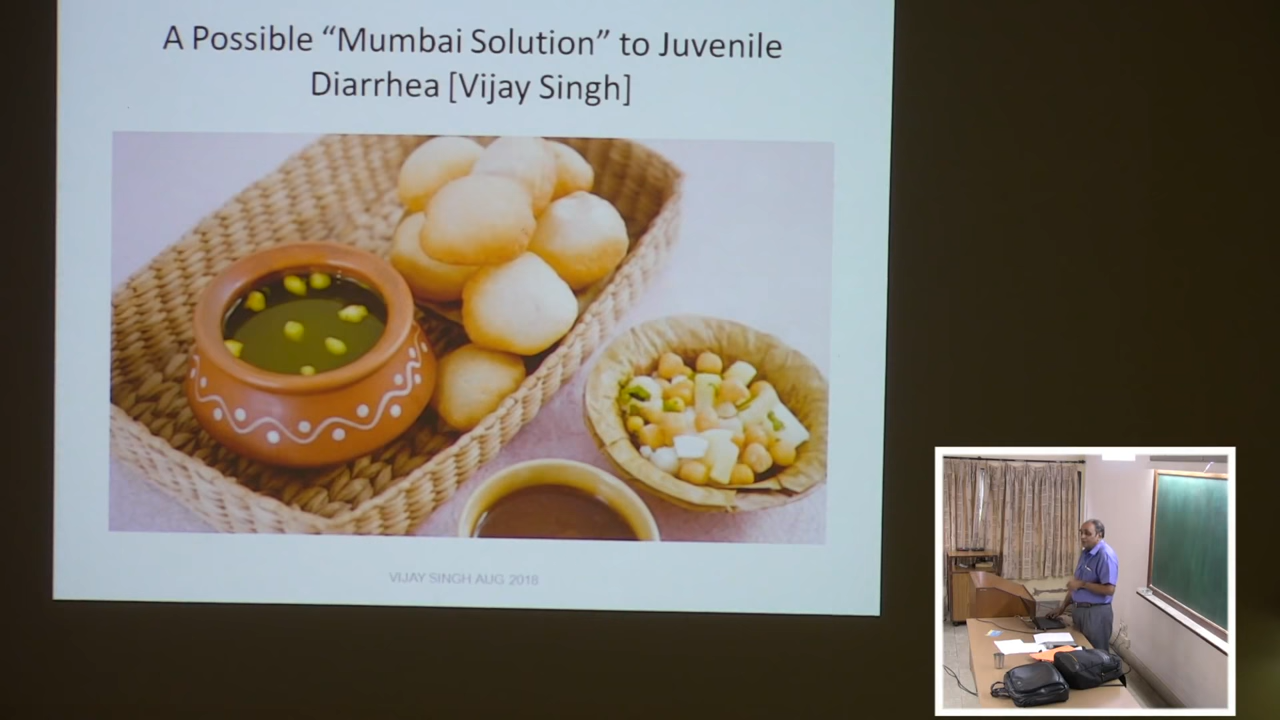 A Possible “Mumbai Solution” to Juvenile
Diarrhea [Vijay Singh]
VIJAY SINGH AUG 2018